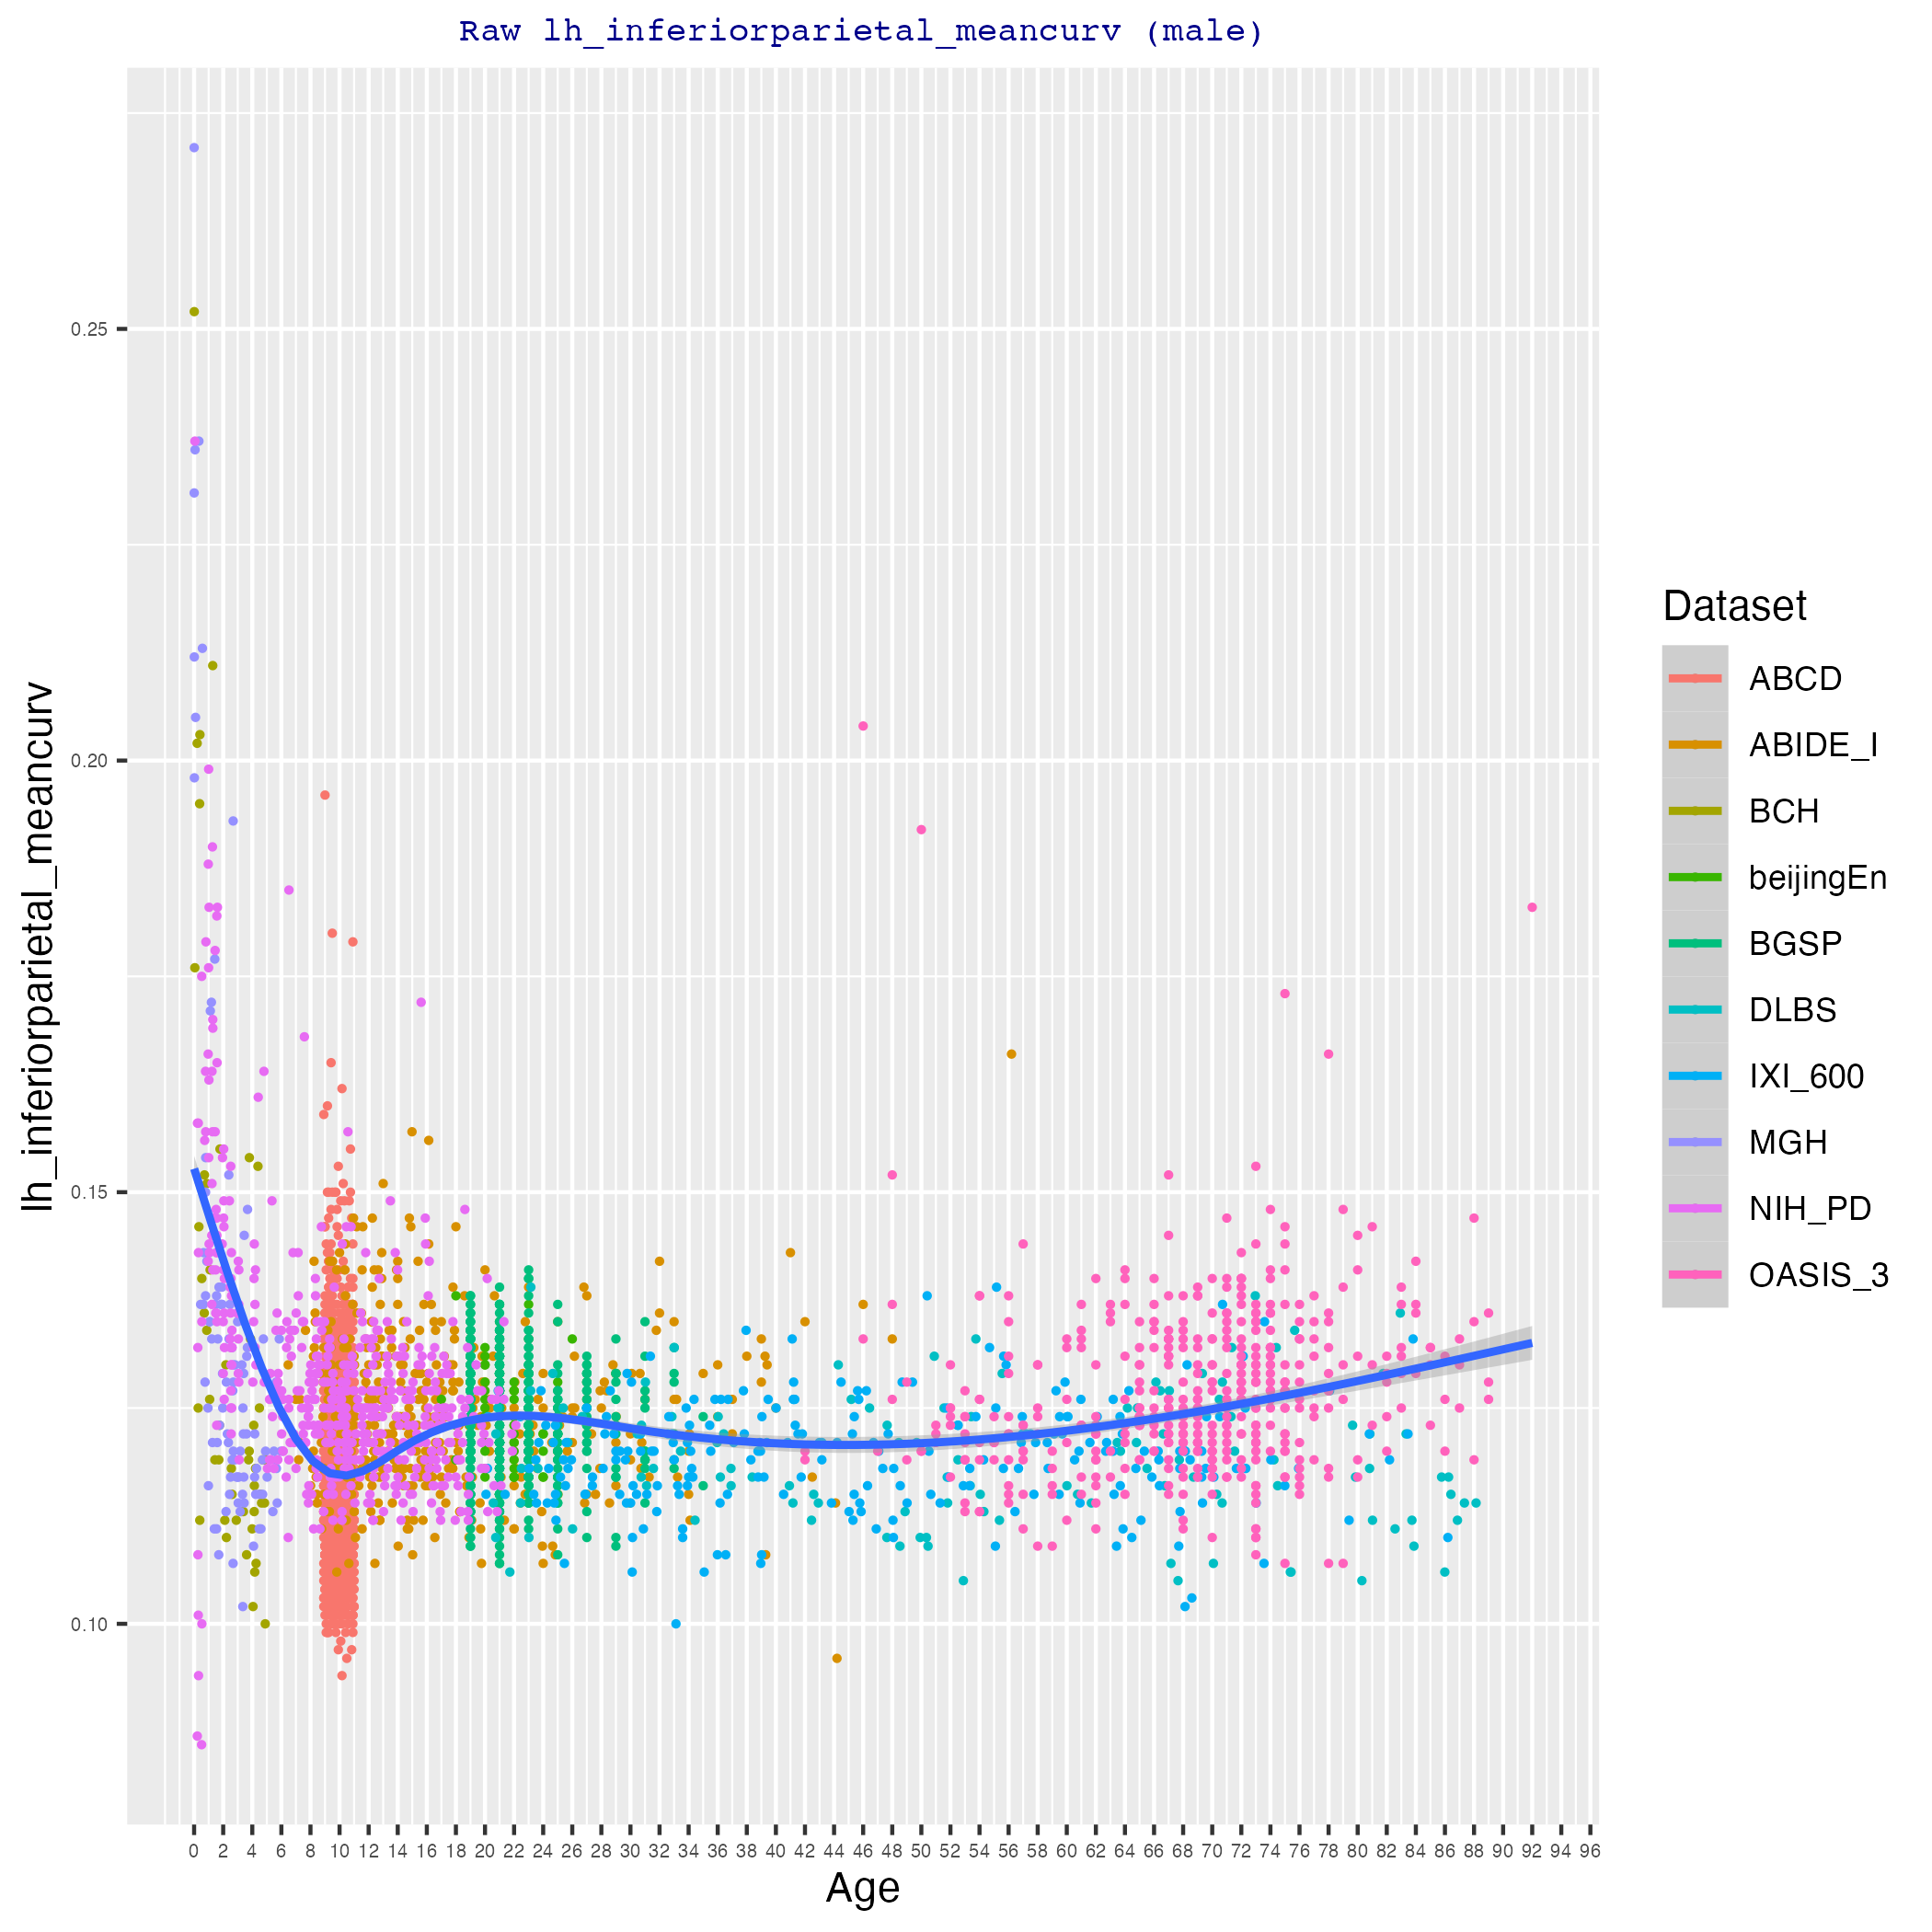 Raw lh_inferiorparietal_meancurv (male)
lh_inferiorparietal_meancurv
0.25
0.20
0.15
0.10
0 2 4 6 8 10 12 14 16 18 20 22 24 26 28 30 32 34 36 38 40 42 44 46 48 50 52 54 56 58 60 62 64 66 68 70 72 74 76 78 80 82 84 86 88 90 92 94 96
Age
Dataset
ABCD
ABIDE_I
BCH
beijingEn
BGSP
DLBS
IXI_600
MGH
NIH_PD
OASIS_3